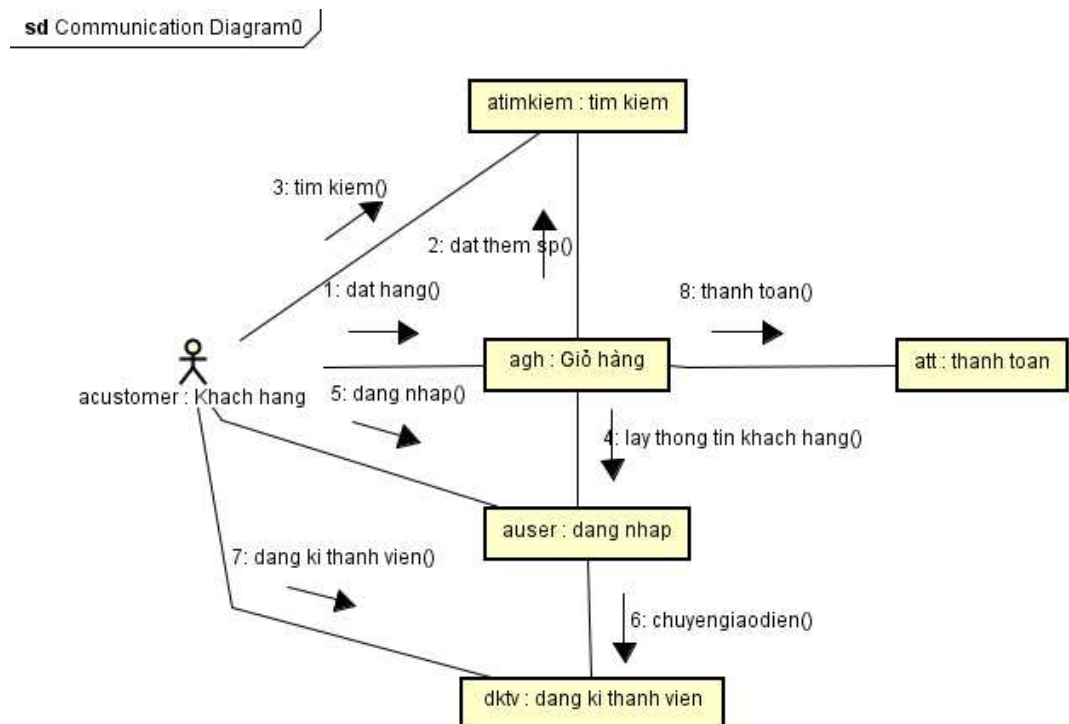 sd Communication Diagram0
atimkiem : tim kiem
3: tim kiem()
2: dat them sp()
1: dat hang()
8: thanh toan()
agh : Giỏ hàng
att : thanh toan
acustomer : Khach hang
5: dang nhap()
4: lay thong tin khach hang()
auser : dang nhap
7: dang ki thanh vien()
6: chuyengiaodien()
dktv : dang ki thanh vien